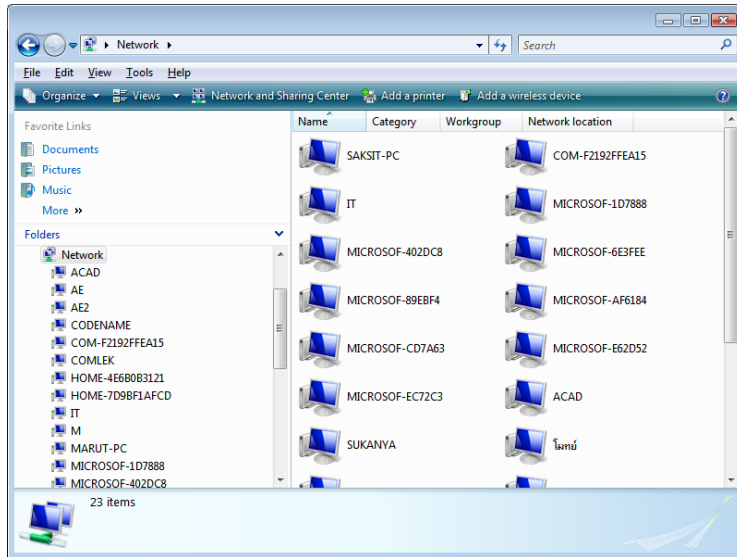 Network
Search
File Edit View Tools Help
Organize Views Network and Sharing Center Add a printer Add a wireless device
Favorite Links
Documents
Pictures
Music
More »
Folders
Network
ACAD
AE
AE2
CODENAME
COM-F2192FFEA15
COMLEK
HOME-4E6B0B3121
HOME-7D9BF1AFCD
IT
M
MARUT-PC
MICROSOF-1D7888
MICROSOF-402DC8
Name Category Workgroup Network location
SAKSIT-PC COM-F2192FFEA15
IT MICROSOF-1D7888
MICROSOF-402DC8 MICROSOF-6E3FEE
MICROSOF-89EBF4 MICROSOF-AF6184
MICROSOF-CD7A63 MICROSOF-E62D52
MICROSOF-EC72C3 ACAD
SUKANYA โมทย์
23 items